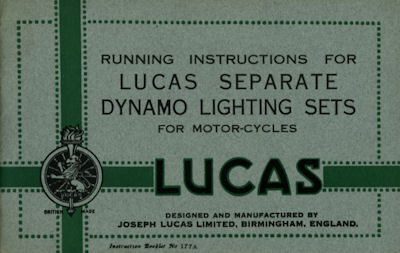 RUNNING INSTRUCTIONS FOR
LUCAS SEPARATE
DYNAMO LIGHTING SETS
FOR MOTOR-CYCLES
LUCAS
BRITISH MADE
DESIGNED AND MANUFACTURED BY
JOSEPH LUCAS LIMITED, BIRMINGHAM, ENGLAND.
Instruction Booklet No